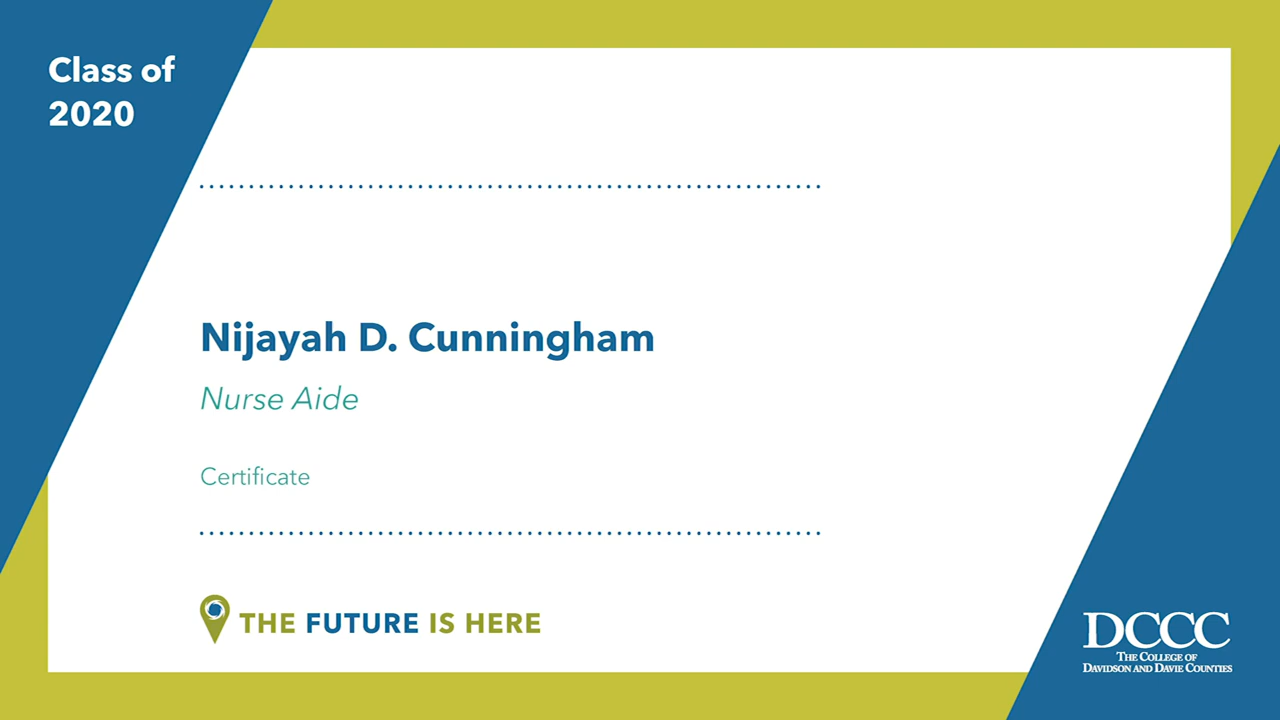 Class of
2020
Nijayah D. Cunningham
Nurse Aide
Certificate
THE FUTURE IS HERE
DCCC
THE COLLEGE OF
DAVIDSON AND DAVIE COUNTIES